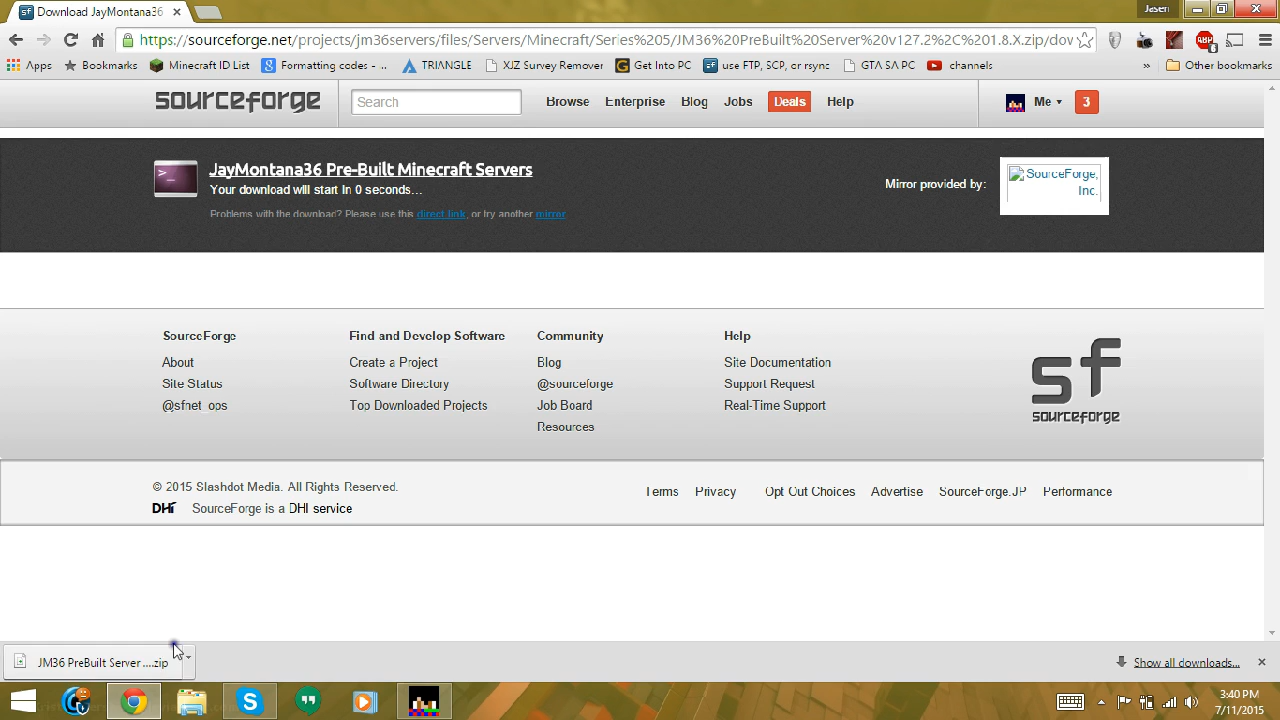 Download JayMontana36
Jasen
https://sourceforge.net/projects/jm36servers/files/Servers/Minecraft/Series%205/JM36%20PreBuilt%20Server%20v127.2%2C%201.8.X.zip/dov
Apps Bookmarks Minecraft ID List Formatting codes - ... TRIANGLE XJZ Survey Remover Get Into PC use FTP, SCP, or rsync GTA SA PC channels » Other bookmarks
sourceforge Search Browse Enterprise Blog Jobs Deals Help Me 3
JayMontana36 Pre-Built Minecraft Servers
Your download will start in 0 seconds...
Problems with the download? Please use this direct link, or try another mirror
Mirror provided by:
SourceForge,
Inc.
SourceForge Find and Develop Software Community Help
About Create a Project Blog Site Documentation
Site Status Software Directory @sourceforge Support Request
@sfnet_ops Top Downloaded Projects Job Board Real-Time Support
Resources
sf
sourceforge
© 2015 Slashdot Media. All Rights Reserved.
Terms Privacy Opt Out Choices Advertise SourceForge.JP Performance
DHI SourceForge is a DHI service
JM36 PreBuilt Server ....zip
Show all downloads...
3:40 PM
7/11/2015